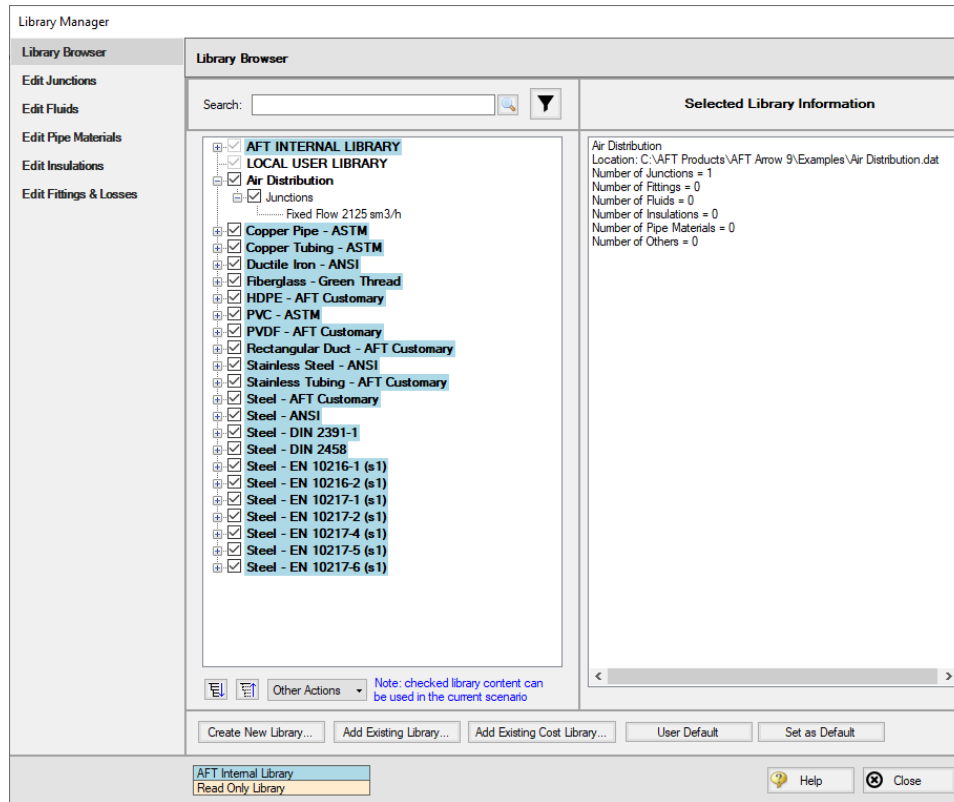 Library Manager
Library Browser
Edit Junctions
Edit Fluids
Edit Pipe Materials
Edit Insulations
Edit Fittings & Losses
Library Browser
Search:
AFT INTERNAL LIBRARY
LOCAL USER LIBRARY
Air Distribution
Junctions
Fixed Flow 2125 sm3/h
Copper Pipe - ASTM
Copper Tubing - ASTM
Ductile Iron - ANSI
Fiberglass - Green Thread
HDPE - AFT Customary
PVC - ASTM
PVDF - AFT Customary
Rectangular Duct - AFT Customary
Stainless Steel - ANSI
Stainless Tubing - AFT Customary
Steel - AFT Customary
Steel - ANSI
Steel - DIN 2391-1
Steel - DIN 2458
Steel - EN 10216-1 (s1)
Steel - EN 10216-2 (s1)
Steel - EN 10217-1 (s1)
Steel - EN 10217-2 (s1)
Steel - EN 10217-4 (s1)
Steel - EN 10217-5 (s1)
Steel - EN 10217-6 (s1)
Other Actions
Note: checked library content can
be used in the current scenario
Selected Library Information
Air Distribution
Location: C:\AFT Products\AFT Arrow 9\Examples\Air Distribution.dat
Number of Junctions = 1
Number of Fittings = 0
Number of Fluids = 0
Number of Insulations = 0
Number of Pipe Materials = 0
Number of Others = 0
Create New Library...
Add Existing Library...
Add Existing Cost Library...
User Default
Set as Default
AFT Internal Library
Read Only Library
Help
Close